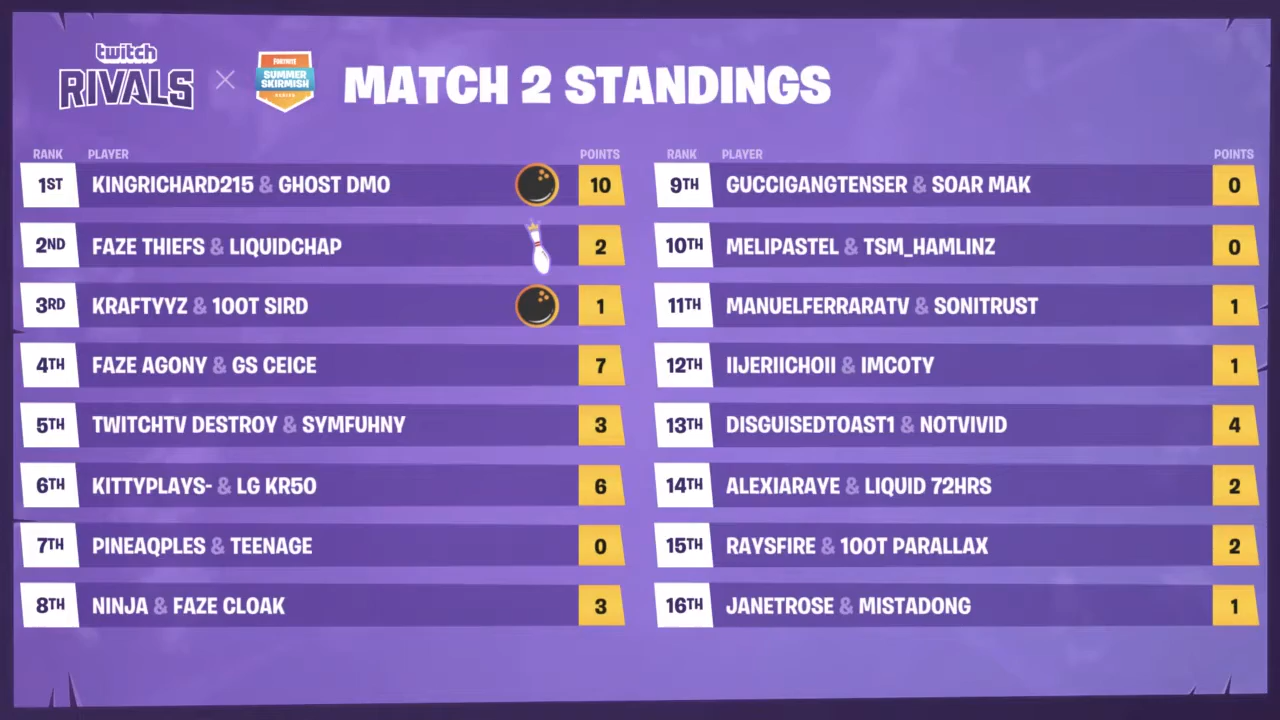 twitch
RIVALS
FORTNITE
SUMMER
SKIRMISH
SERIES
MATCH 2 STANDINGS
RANK PLAYER POINTS
1ST KINGRICHARD215 & GHOST DMO 10
2ND FAZE THIEFS & LIQUIDCHAP 2
3RD KRAFTYYZ & 100T SIRD 1
4TH FAZE AGONY & GS CEICE 7
5TH TWITCHTV DESTROY & SYMFUHNY 3
6TH KITTYPLAYS- & LG KR50 6
7TH PINEAQPLES & TEENAGE 0
8TH NINJA & FAZE CLOAK 3
RANK PLAYER POINTS
9TH GUCCIGANGTENSER & SOAR MAK 0
10TH MELIPASTEL & TSM_HAMLINZ 0
11TH MANUELFERRARATV & SONITRUST 1
12TH IIJERIICHOII & IMCOTY 1
13TH DISGUISEDTOAST1 & NOTVIVID 4
14TH ALEXIARAYE & LIQUID 72HRS 2
15TH RAYSFIRE & 100T PARALLAX 2
16TH JANETROSE & MISTADONG 1